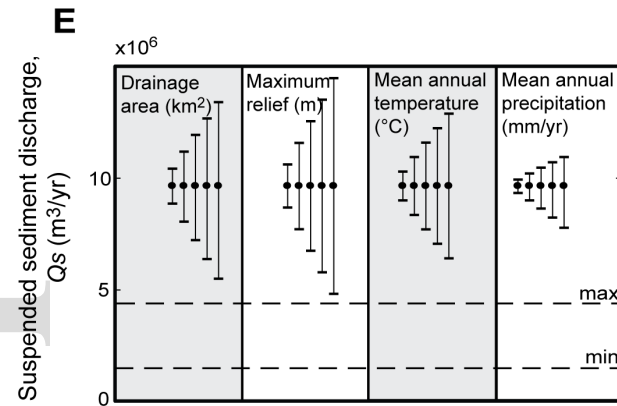 E
x10⁶
Suspended sediment discharge,
Qs (m³/yr)
Drainage
area (km²)
Maximum
relief (m)
Mean annual
temperature
(°C)
Mean annual
precipitation
(mm/yr)
10
5
0
max
min